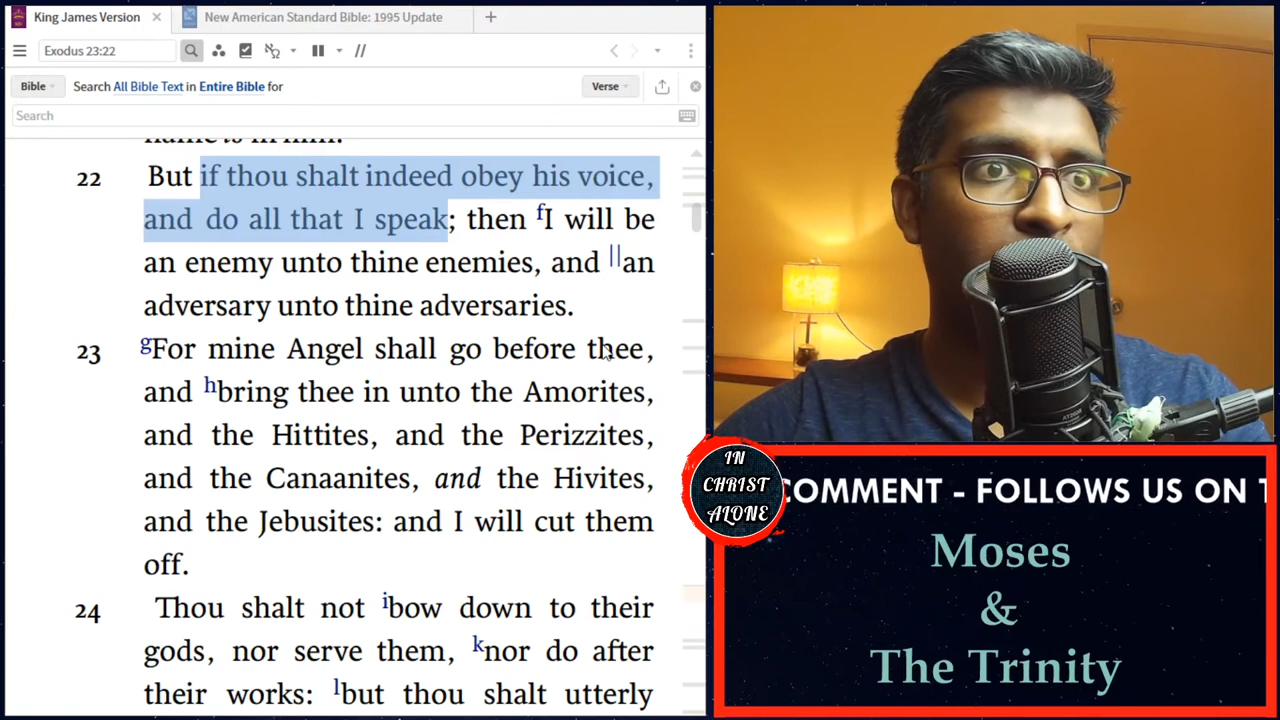 King James Version
New American Standard Bible: 1995 Update
Exodus 23:22
Bible
Search All Bible Text in Entire Bible for
Verse
Search
name is in him.
22 But if thou shalt indeed obey his voice,
and do all that I speak; then fI will be
an enemy unto thine enemies, and ||an
adversary unto thine adversaries.
23 gFor mine Angel shall go before thee,
and hbring thee in unto the Amorites,
and the Hittites, and the Perizzites,
and the Canaanites, and the Hivites,
and the Jebusites: and I will cut them
off.
24 Thou shalt not ibow down to their
gods, nor serve them, knor do after
their works: lbut thou shalt utterly
IN
CHRIST
ALONE
COMMENT - FOLLOWS US ON T
Moses
&
The Trinity